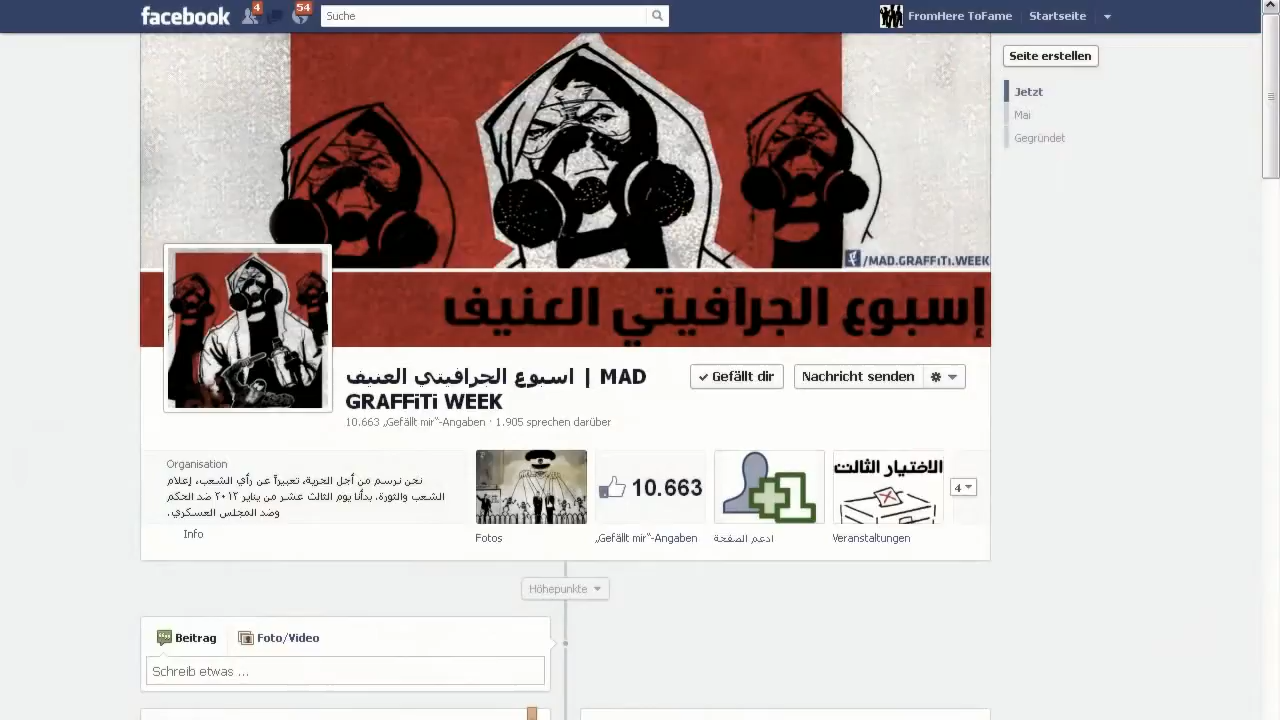 facebook
4
54
Suche
FromHere ToFame
Startseite
Seite erstellen
Jetzt
Mai
Gegründet
/MAD.GRAFFiTi.WEEK
إسبوع الجرافيتي العنيف
اسبوع الجرافيتي العنيف | MAD
GRAFFiTi WEEK
Gefällt dir
Nachricht senden
10.663 „Gefällt mir“-Angaben · 1.905 sprechen darüber
Organisation
نحن نرسم من أجل الحرية، تعبيراً عن رأي الشعب، إعلام
الشعب والثورة، بدأنا يوم الثالث عشر من يناير ٢٠١٢ ضد الحكم
وضد المجلس العسكري.
Info
10.663
الاختيار الثالت
4
Fotos
„Gefällt mir“-Angaben
ادعم الصفحة
Veranstaltungen
Höhepunkte
Beitrag
Foto/Video
Schreib etwas ...